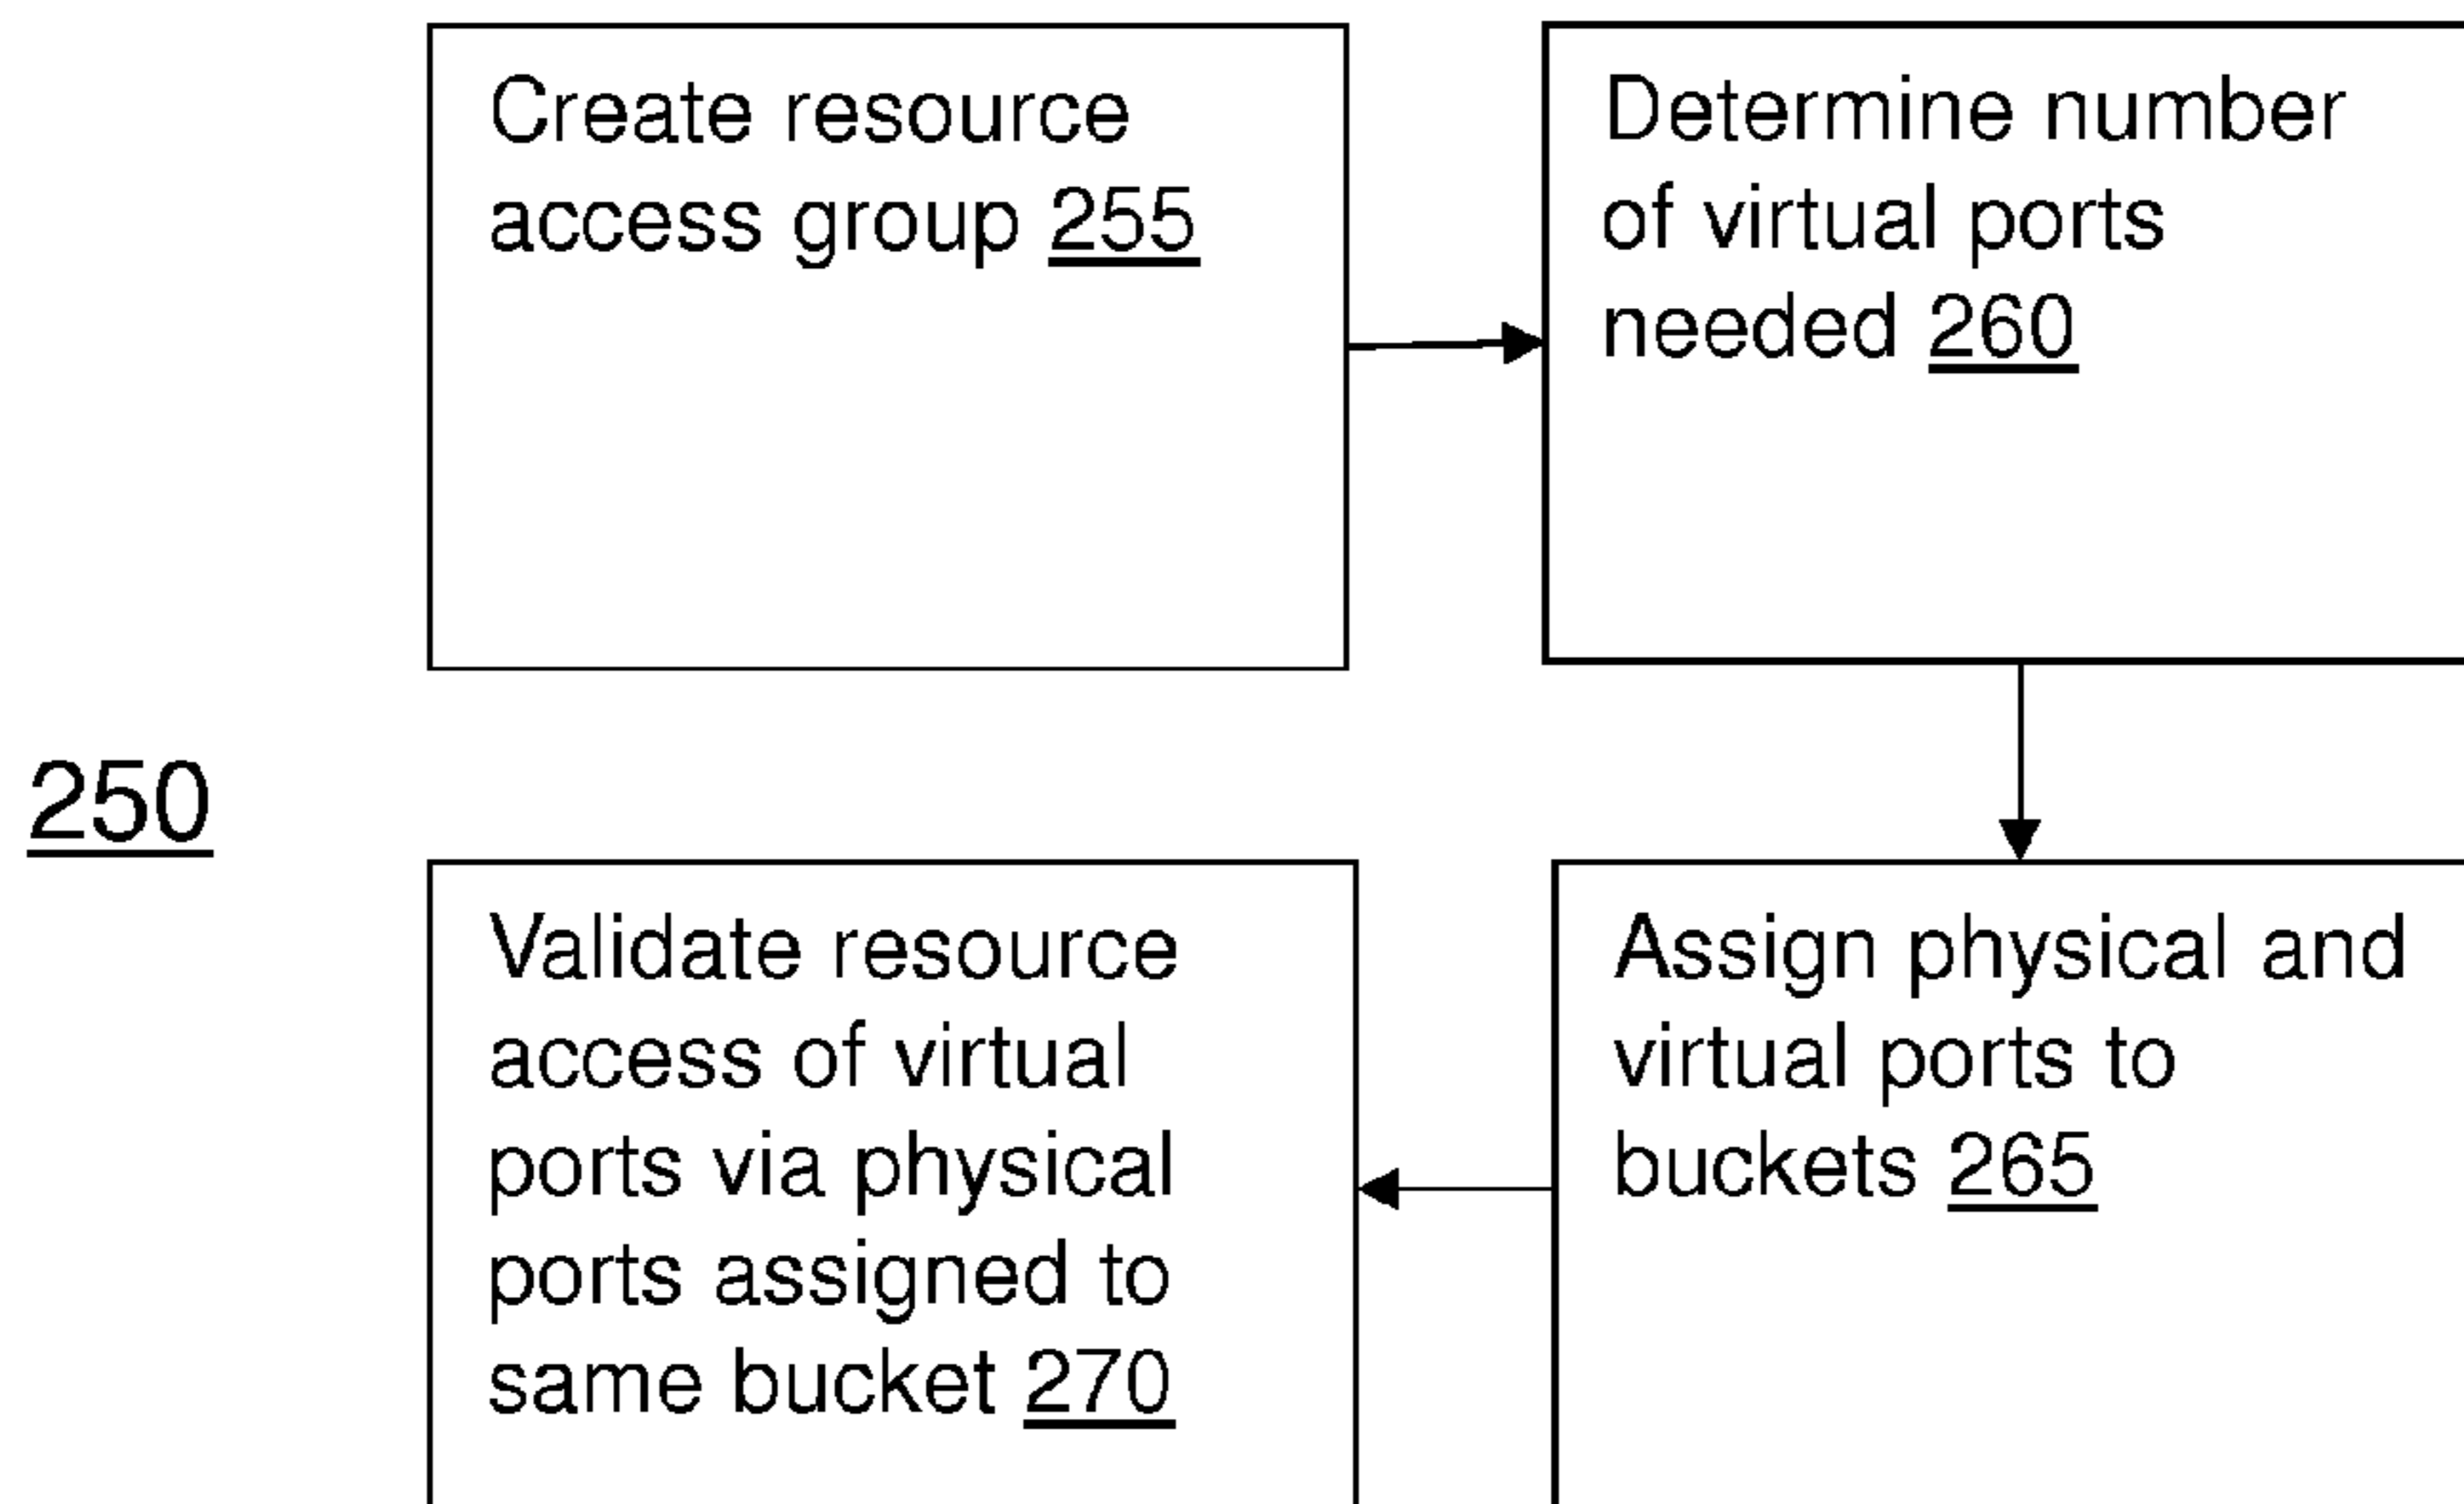 Create resource
access group 255
Determine number
of virtual ports
needed 260
250
Validate resource
access of virtual
ports via physical
ports assigned to
same bucket 270
Assign physical and
virtual ports to
buckets 265